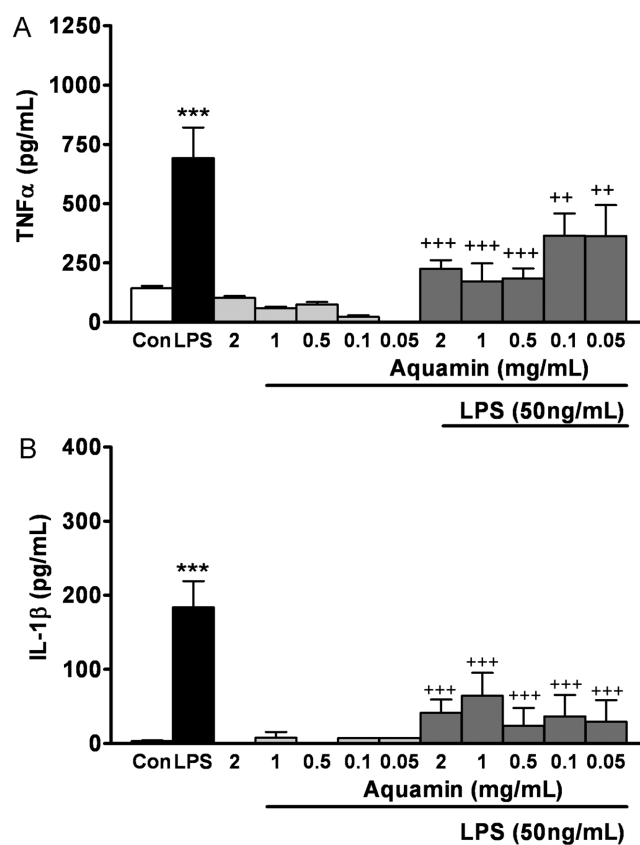 A
TNFα (pg/mL)
1250
1000
750
500
250
0
***
+++ +++ +++ ++ ++
Con LPS 2 1 0.5 0.1 0.05 2 1 0.5 0.1 0.05
Aquamin (mg/mL)
LPS (50ng/mL)
B
IL-1β (pg/mL)
400
300
200
100
0
***
+++ +++ +++ +++ +++
Con LPS 2 1 0.5 0.1 0.05 2 1 0.5 0.1 0.05
Aquamin (mg/mL)
LPS (50ng/mL)